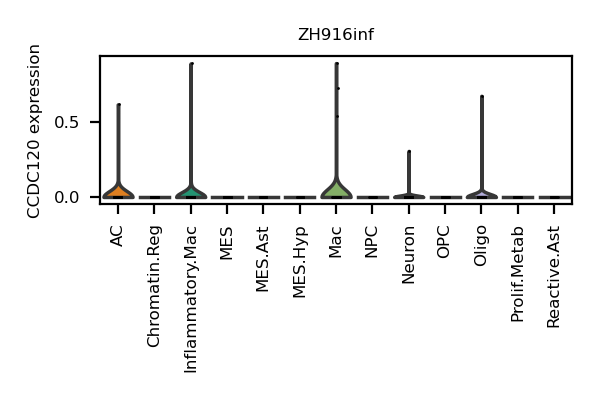 ZH916inf
CCDC120 expression
0.5
0.0
AC
Chromatin.Reg
Inflammatory.Mac
MES
MES.Ast
MES.Hyp
Mac
NPC
Neuron
OPC
Oligo
Prolif.Metab
Reactive.Ast